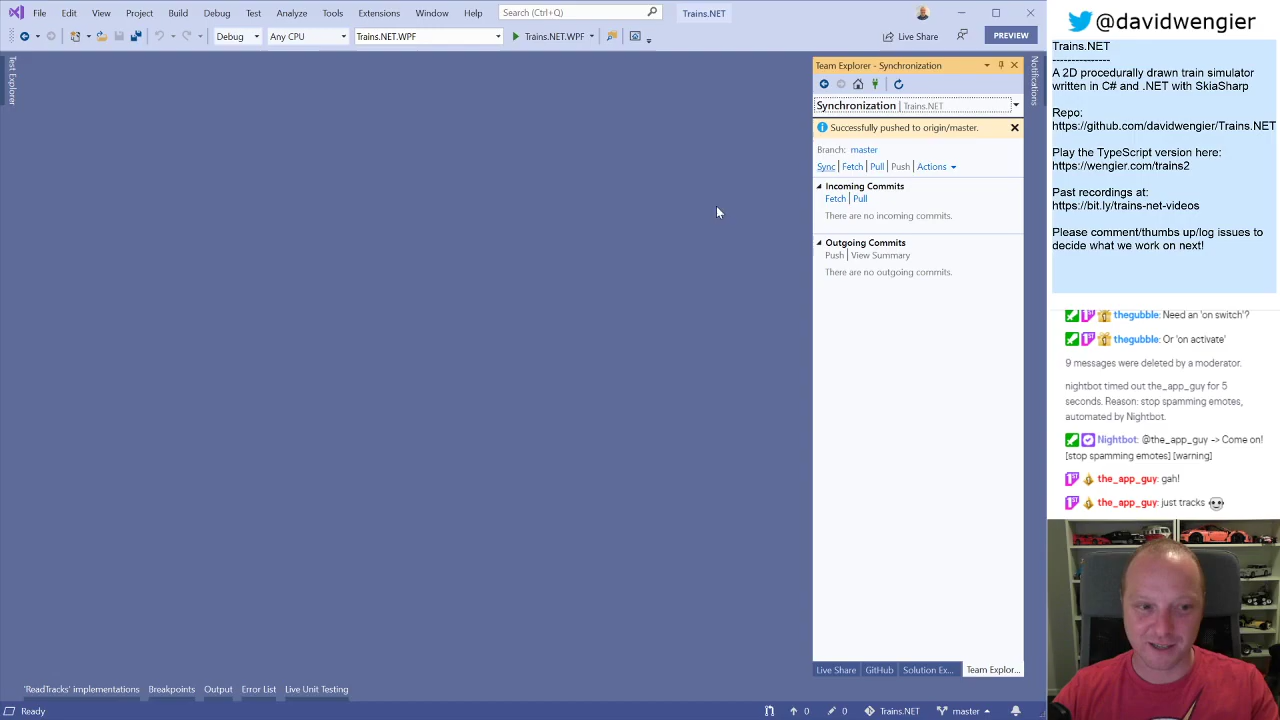 File Edit View Git Project Build Debug Test Analyze Tools Extensions Window Help Search (Ctrl+Q) Trains.NET
Debug Any CPU Trains.NET.WPF Trains.NET.WPF Live Share PREVIEW
Test Explorer
Team Explorer - Synchronization
Synchronization | Trains.NET
Successfully pushed to origin/master.
Branch: master
Sync | Fetch | Pull | Push | Actions
Incoming Commits
Fetch | Pull
There are no incoming commits.
Outgoing Commits
Push | View Summary
There are no outgoing commits.
Live Share GitHub Solution Ex... Team Explor...
Notifications
'ReadTracks' implementations Breakpoints Output Error List Live Unit Testing
Ready 0 0 Trains.NET master
@davidwengier
Trains.NET
---------------
A 2D procedurally drawn train simulator
written in C# and .NET with SkiaSharp
Repo:
https://github.com/davidwengier/Trains.NET
Play the TypeScript version here:
https://wengier.com/trains2
Past recordings at:
https://bit.ly/trains-net-videos
Please comment/thumbs up/log issues to
decide what we work on next!
thegubble: Need an 'on switch'?
thegubble: Or 'on activate'
9 messages were deleted by a moderator.
nightbot timed out the_app_guy for 5
seconds. Reason: stop spamming emotes,
automated by Nightbot.
Nightbot: @the_app_guy -> Come on!
[stop spamming emotes] [warning]
the_app_guy: gah!
the_app_guy: just tracks